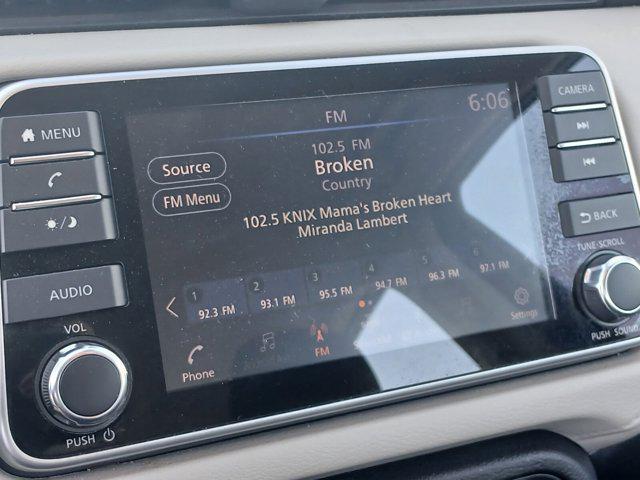 FM
6:06
102.5 FM
Broken
Country
102.5 KNIX Mama's Broken Heart
Miranda Lambert
Source
FM Menu
1 2 3 4 5 6
92.3 FM 93.1 FM 95.5 FM 94.7 FM 96.3 FM 97.1 FM
Phone
FM
Settings
MENU
AUDIO
VOL
PUSH
CAMERA
BACK
TUNE·SCROLL
PUSH SOUND